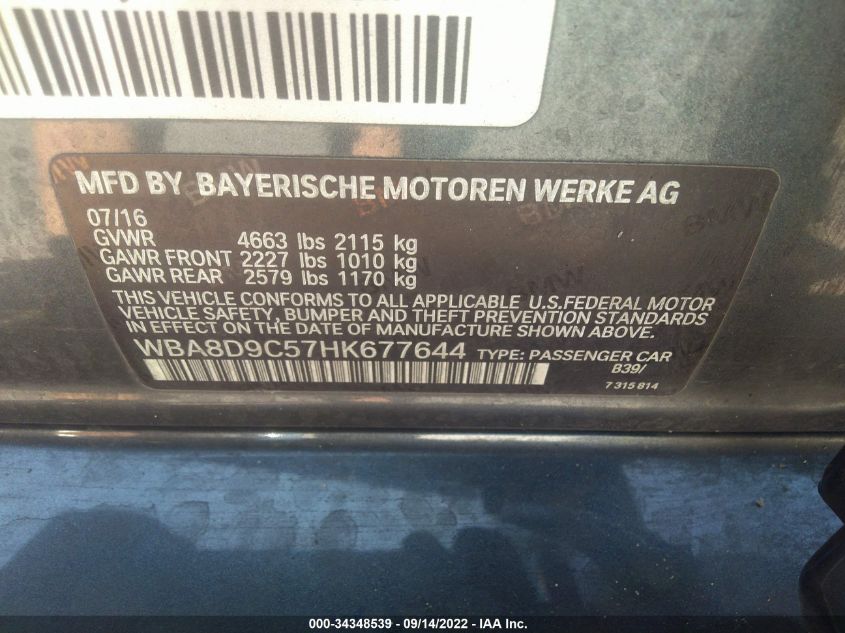 MFD BY BAYERISCHE MOTOREN WERKE AG
07/16
GVWR 4663 lbs 2115 kg
GAWR FRONT 2227 lbs 1010 kg
GAWR REAR 2579 lbs 1170 kg
THIS VEHICLE CONFORMS TO ALL APPLICABLE U.S.FEDERAL MOTOR
VEHICLE SAFETY, BUMPER AND THEFT PREVENTION STANDARDS
IN EFFECT ON THE DATE OF MANUFACTURE SHOWN ABOVE.
WBA8D9C57HK677644 TYPE: PASSENGER CAR
B39/
7 315 814
000-34348539 - 09/14/2022 - IAA Inc.